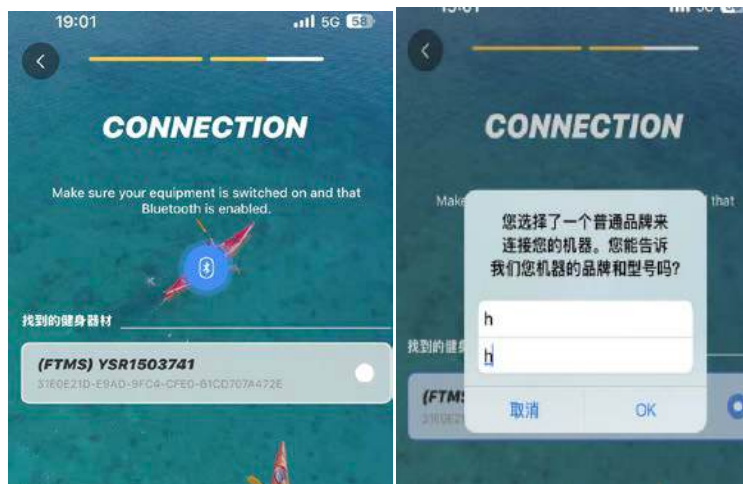 19:01
5G 58
CONNECTION
Make sure your equipment is switched on and that
Bluetooth is enabled.
找到的健身器材
(FTMS) YSR1503741
31E0E21D-E9AD-9FC4-CFE0-61CD707A472E
CONNECTION
Make
that
您选择了一个普通品牌来
连接您的机器。您能告诉
我们您机器的品牌和型号吗?
h
h
找到的健
(FTM
取消
OK